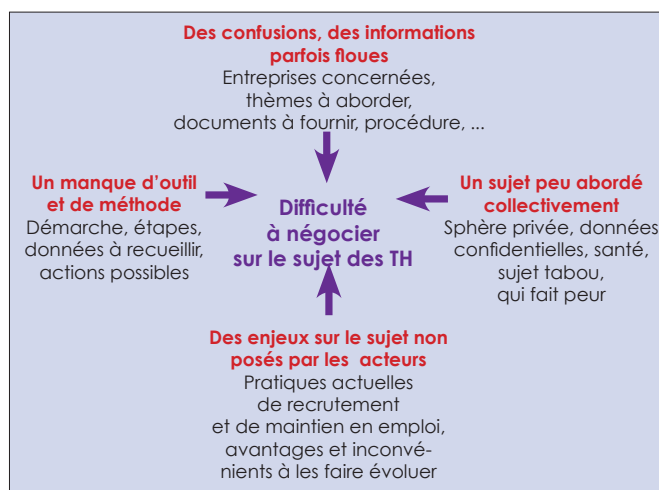 Des confusions, des informations
parfois floues
Entreprises concernées,
thèmes à aborder,
documents à fournir, procédure, ...
Un manque d'outil
et de méthode
Démarche, étapes,
données à recueillir,
actions possibles
Difficulté
à négocier
sur le sujet des TH
Un sujet peu abordé
collectivement
Sphère privée, données
confidentielles, santé,
sujet tabou,
qui fait peur
Des enjeux sur le sujet non
posés par les acteurs
Pratiques actuelles
de recrutement
et de maintien en emploi,
avantages et inconvé-
nients à les faire évoluer